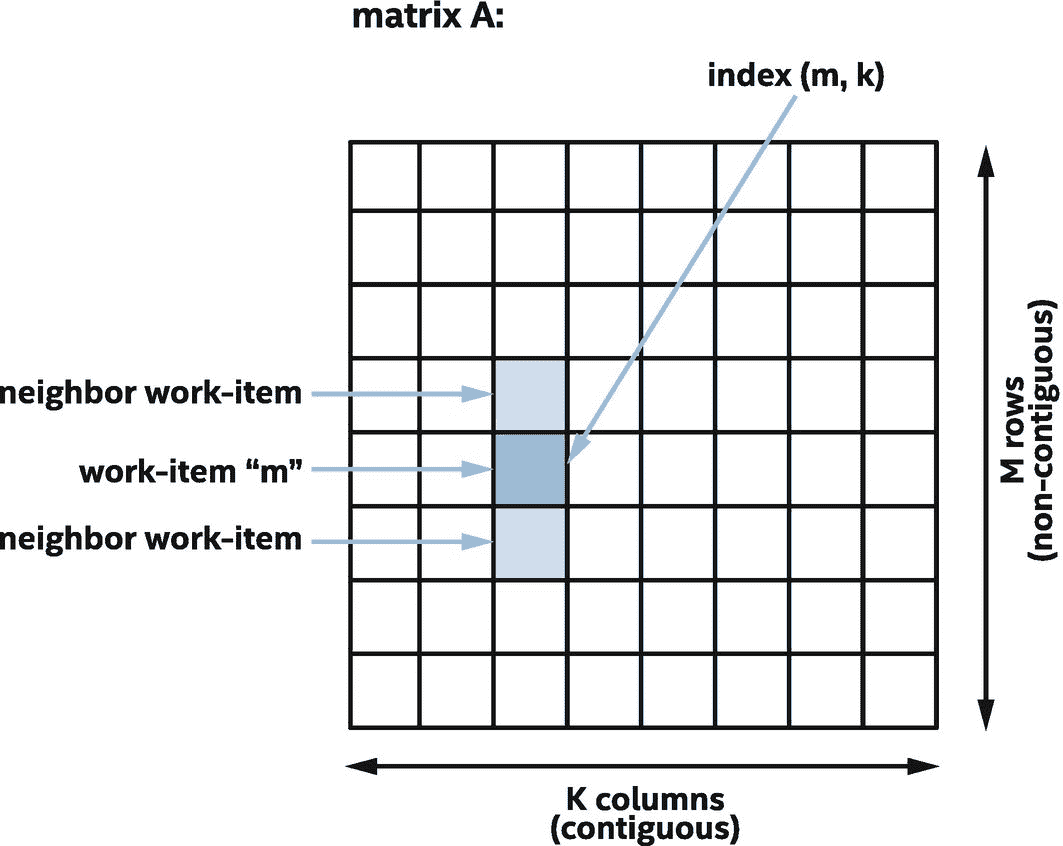 matrix A:
index (m, k)
neighbor work-item
work-item “m”
neighbor work-item
M rows
(non-contiguous)
K columns
(contiguous)